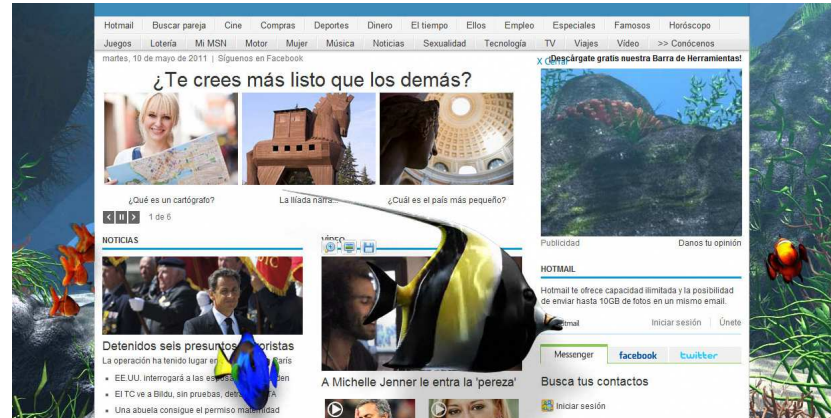 Hotmail Buscar pareja Cine Compras Deportes Dinero El tiempo Ellos Empleo Especiales Famosos Horóscopo
Juegos Lotería Mi MSN Motor Mujer Música Noticias Sexualidad Tecnología TV Viajes Vídeo >> Conócenos
martes, 10 de mayo de 2011 | Síguenos en Facebook
X Cerrar
¡Descárgate gratis nuestra Barra de Herramientas!
¿Te crees más listo que los demás?
¿Qué es un cartógrafo? La Ilíada narra... ¿Cuál es el país más pequeño?
1 de 6
Publicidad Danos tu opinión
NOTICIAS
VÍDEO
HOTMAIL
Hotmail te ofrece capacidad ilimitada y la posibilidad
de enviar hasta 10GB de fotos en un mismo email.
Iniciar sesión Únete
Detenidos seis presuntos
La operación ha tenido lugar en París
EE.UU. interrogará a las
El TC ve a Bildu, sin pruebas,
Una abuela consigue el permiso maternidad
A Michelle Jenner le entra la 'pereza'
Messenger facebook twitter
Busca tus contactos
Iniciar sesión